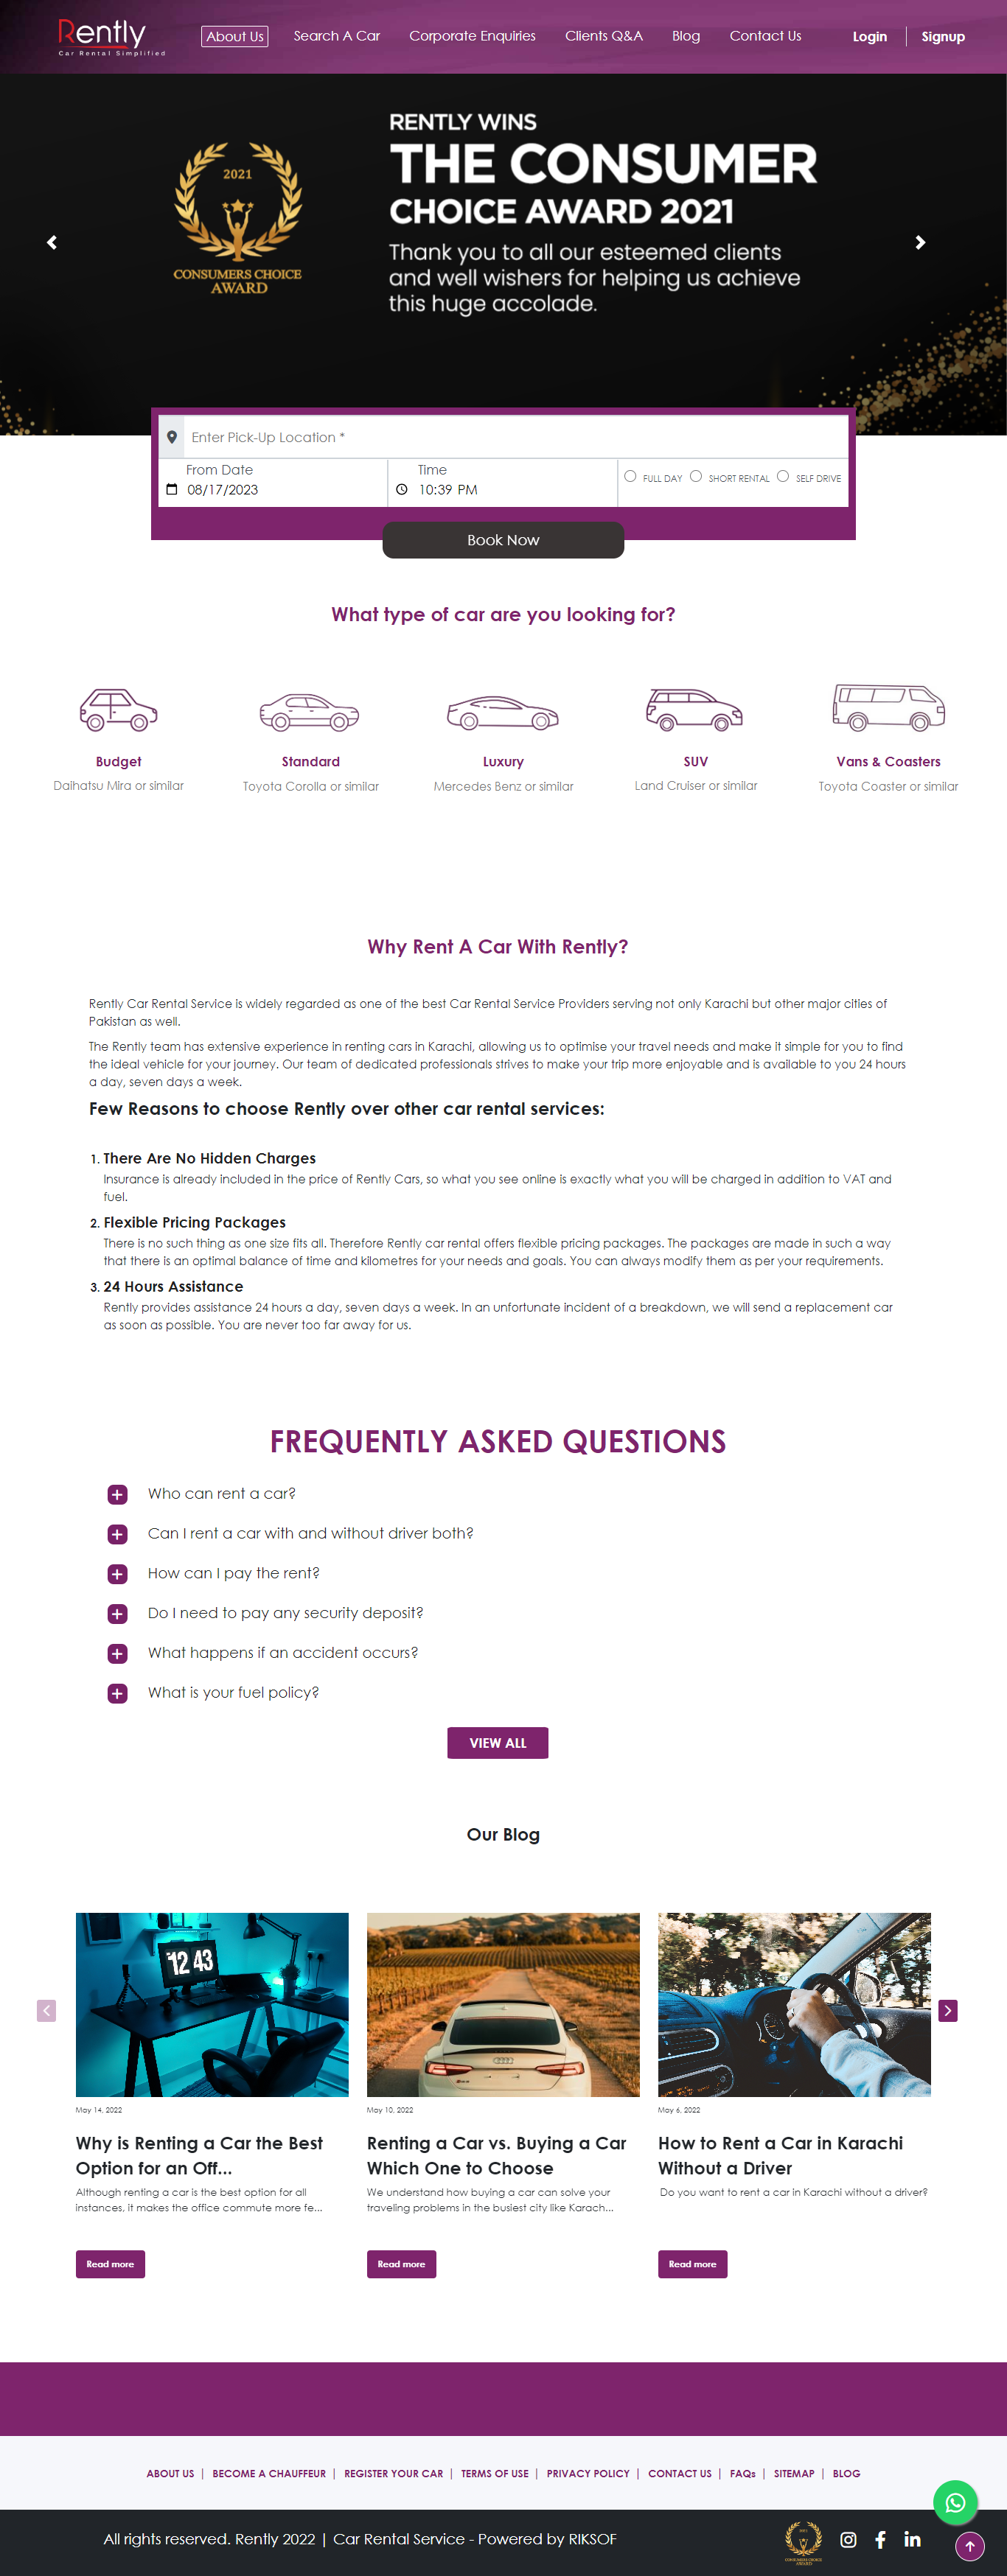 Rently
Car Rental Simplified
About Us
Search A Car
Corporate Enquiries
Clients Q&A
Blog
Contact Us
Login
Signup
2021
CONSUMERS CHOICE
AWARD
RENTLY WINS
THE CONSUMER
CHOICE AWARD 2021
Thank you to all our esteemed clients
and well wishers for helping us achieve
this huge accolade.
Enter Pick-Up Location *
From Date
08/17/2023
Time
10:39 PM
FULL DAY
SHORT RENTAL
SELF DRIVE
Book Now
What type of car are you looking for?
Budget
Daihatsu Mira or similar
Standard
Toyota Corolla or similar
Luxury
Mercedes Benz or similar
SUV
Land Cruiser or similar
Vans & Coasters
Toyota Coaster or similar
Why Rent A Car With Rently?
Rently Car Rental Service is widely regarded as one of the best Car Rental Service Providers serving not only Karachi but other major cities of
Pakistan as well.
The Rently team has extensive experience in renting cars in Karachi, allowing us to optimise your travel needs and make it simple for you to find
the ideal vehicle for your journey. Our team of dedicated professionals strives to make your trip more enjoyable and is available to you 24 hours
a day, seven days a week.
Few Reasons to choose Rently over other car rental services:
1. There Are No Hidden Charges
Insurance is already included in the price of Rently Cars, so what you see online is exactly what you will be charged in addition to VAT and
fuel.
2. Flexible Pricing Packages
There is no such thing as one size fits all. Therefore Rently car rental offers flexible pricing packages. The packages are made in such a way
that there is an optimal balance of time and kilometres for your needs and goals. You can always modify them as per your requirements.
3. 24 Hours Assistance
Rently provides assistance 24 hours a day, seven days a week. In an unfortunate incident of a breakdown, we will send a replacement car
as soon as possible. You are never too far away for us.
FREQUENTLY ASKED QUESTIONS
Who can rent a car?
Can I rent a car with and without driver both?
How can I pay the rent?
Do I need to pay any security deposit?
What happens if an accident occurs?
What is your fuel policy?
VIEW ALL
Our Blog
12 43
May 14, 2022
Why is Renting a Car the Best
Option for an Off...
Although renting a car is the best option for all
instances, it makes the office commute more fe...
Read more
May 10, 2022
Renting a Car vs. Buying a Car
Which One to Choose
We understand how buying a car can solve your
traveling problems in the busiest city like Karach...
Read more
May 6, 2022
How to Rent a Car in Karachi
Without a Driver
Do you want to rent a car in Karachi without a driver?
Read more
ABOUT US | BECOME A CHAUFFEUR | REGISTER YOUR CAR | TERMS OF USE | PRIVACY POLICY | CONTACT US | FAQs | SITEMAP | BLOG
All rights reserved. Rently 2022 | Car Rental Service - Powered by RIKSOF
2021
CONSUMERS CHOICE
AWARD